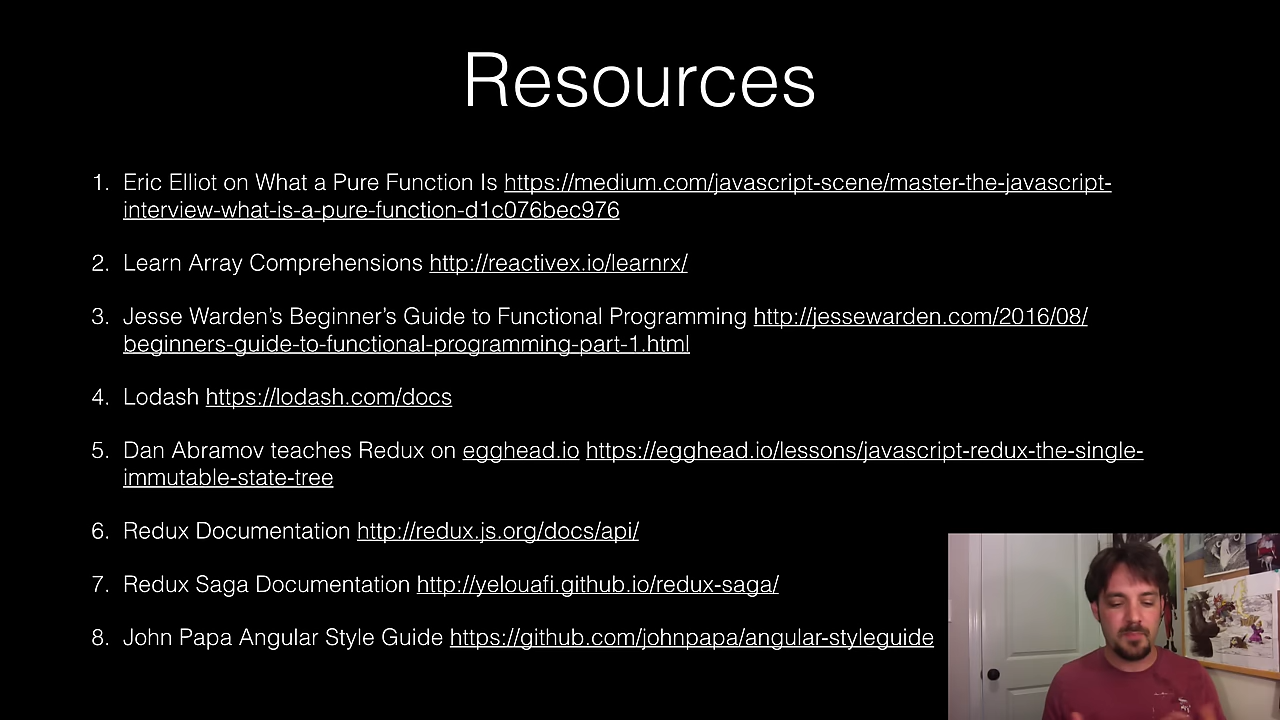 Resources
1. Eric Elliot on What a Pure Function Is https://medium.com/javascript-scene/master-the-javascript-
interview-what-is-a-pure-function-d1c076bec976
2. Learn Array Comprehensions http://reactivex.io/learnrx/
3. Jesse Warden’s Beginner’s Guide to Functional Programming http://jessewarden.com/2016/08/
beginners-guide-to-functional-programming-part-1.html
4. Lodash https://lodash.com/docs
5. Dan Abramov teaches Redux on egghead.io https://egghead.io/lessons/javascript-redux-the-single-
immutable-state-tree
6. Redux Documentation http://redux.js.org/docs/api/
7. Redux Saga Documentation http://yelouafi.github.io/redux-saga/
8. John Papa Angular Style Guide https://github.com/johnpapa/angular-styleguide